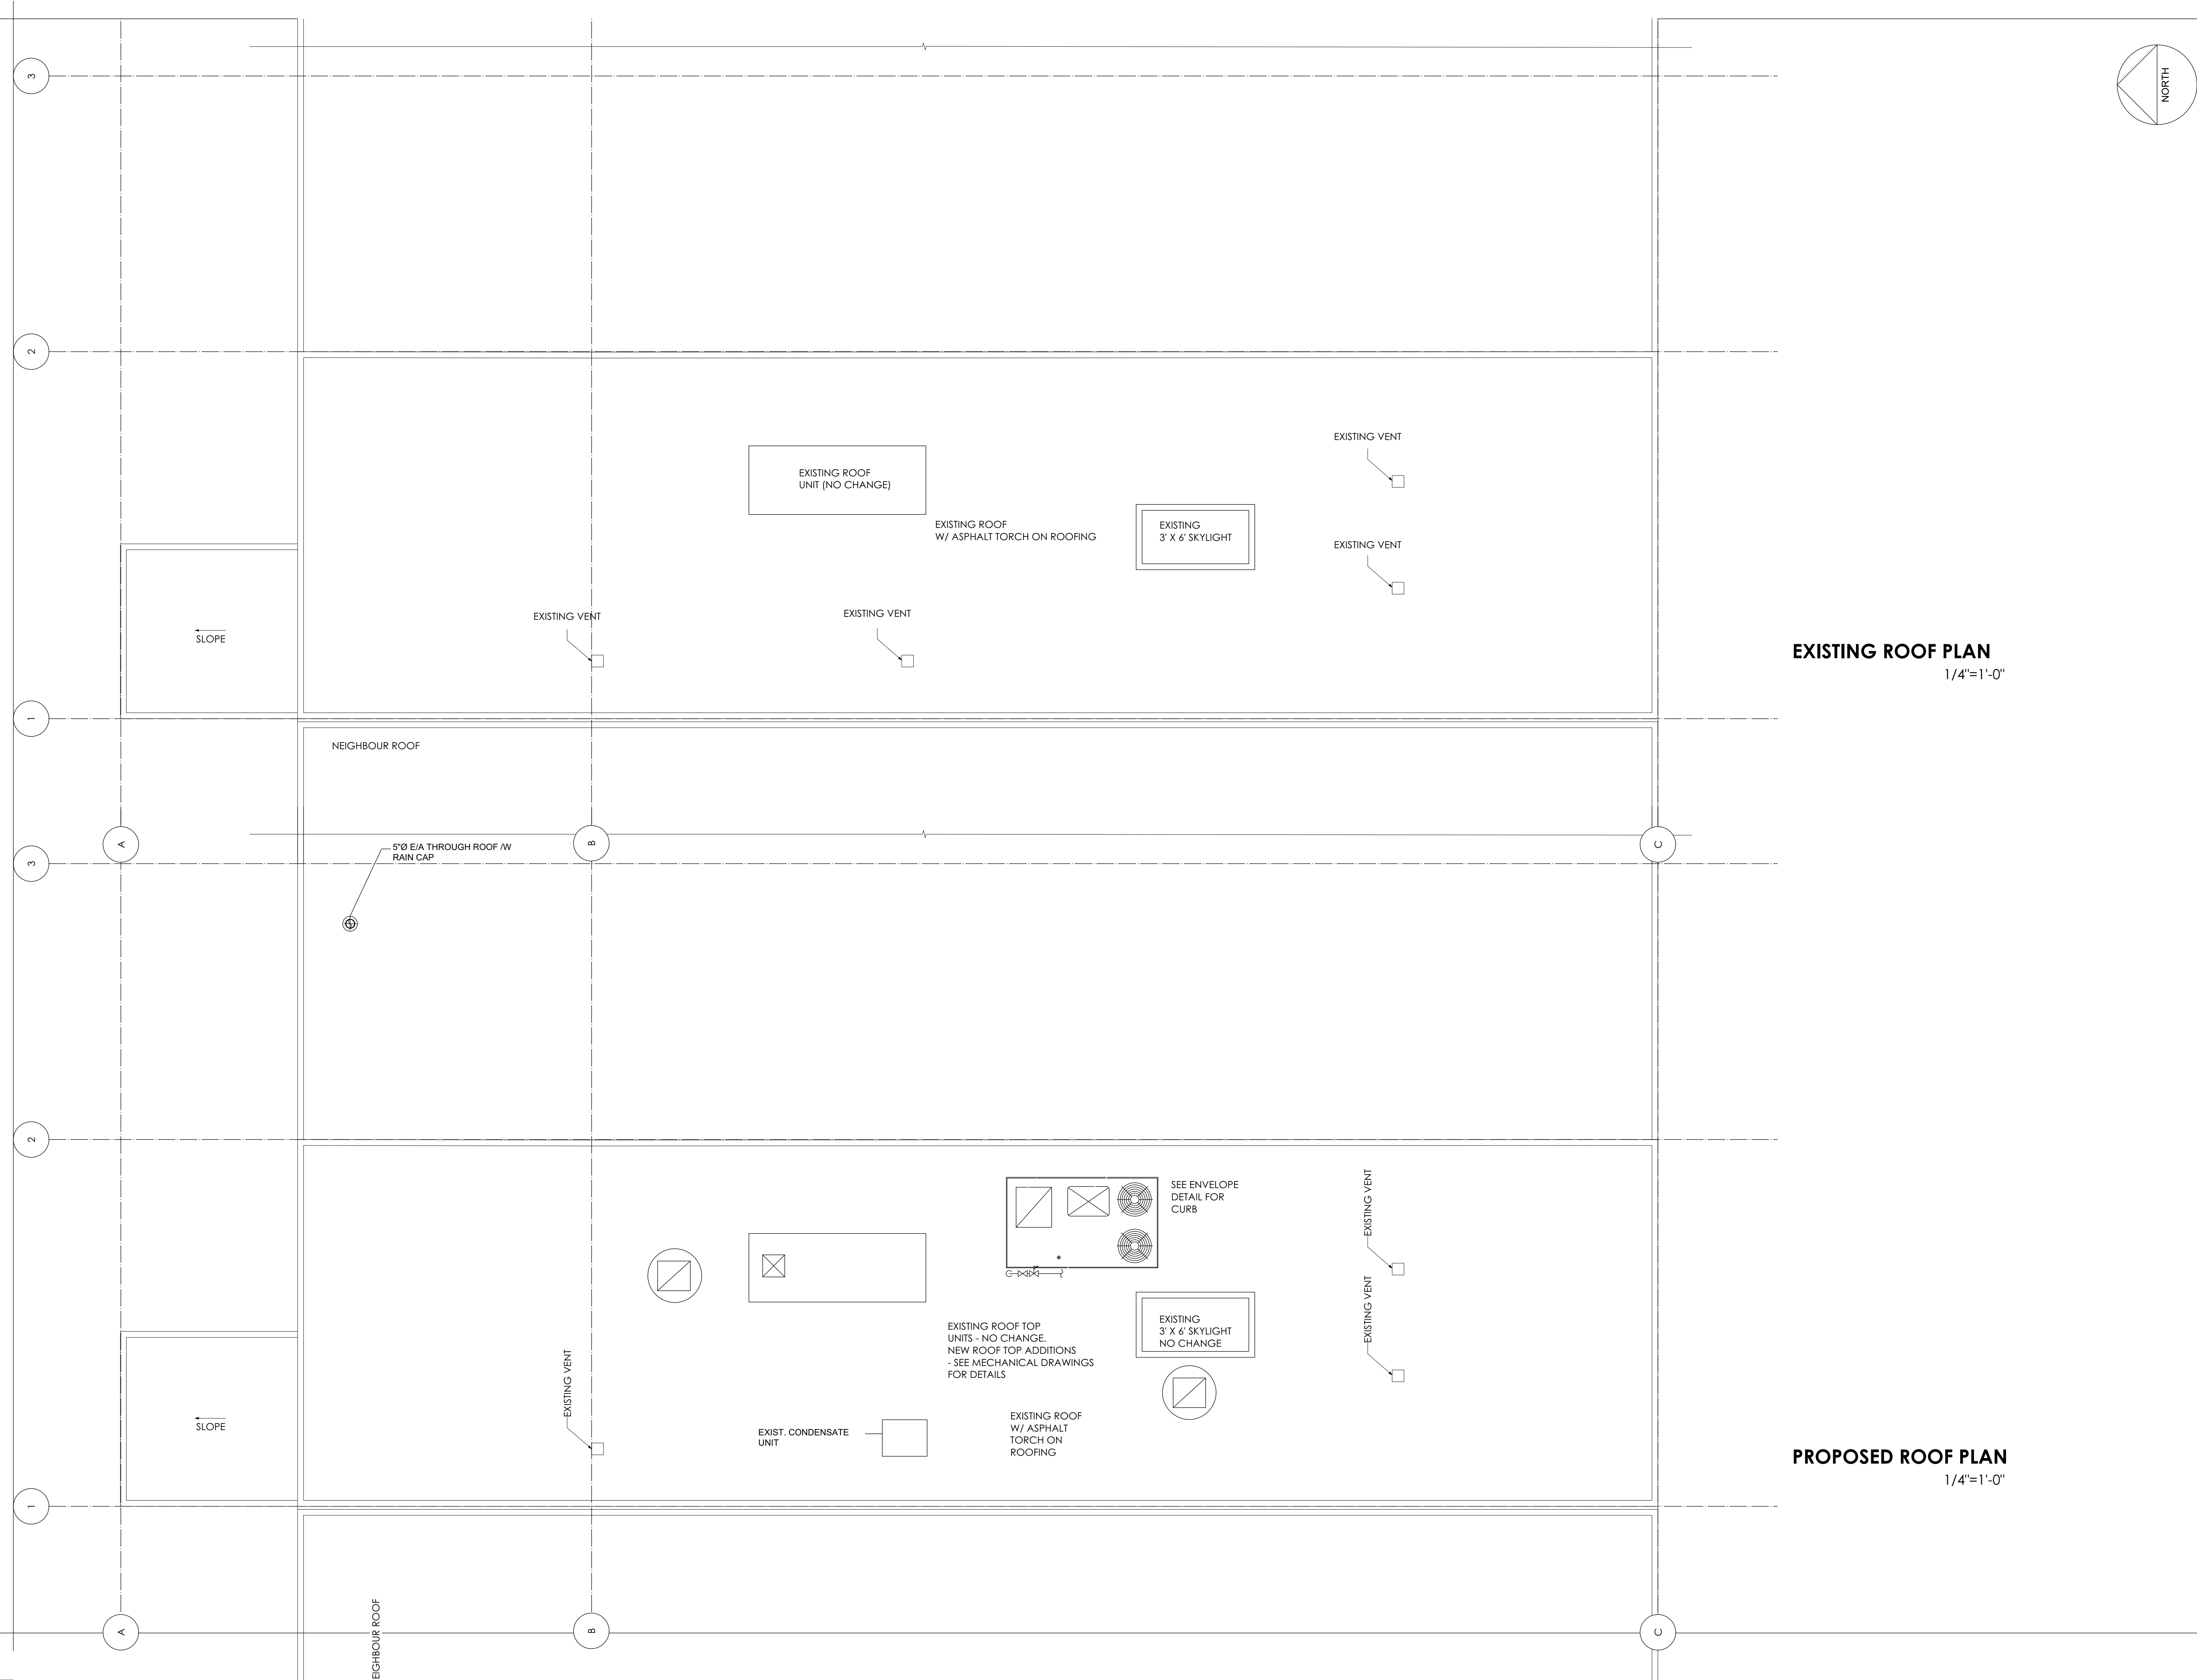 3
NORTH
2
EXISTING VENT
EXISTING ROOF
UNIT (NO CHANGE)
EXISTING ROOF
W/ ASPHALT TORCH ON ROOFING
EXISTING
3' X 6' SKYLIGHT
EXISTING VENT
EXISTING VENT
EXISTING VENT
SLOPE
EXISTING ROOF PLAN
1/4"=1'-0"
1
NEIGHBOUR ROOF
A
B
C
3
5"Ø E/A THROUGH ROOF /W
RAIN CAP
2
SEE ENVELOPE
DETAIL FOR
CURB
EXISTING VENT
EXISTING VENT
EXISTING
3' X 6' SKYLIGHT
NO CHANGE
EXISTING ROOF TOP
UNITS - NO CHANGE.
NEW ROOF TOP ADDITIONS
- SEE MECHANICAL DRAWINGS
FOR DETAILS
EXISTING VENT
SLOPE
EXIST. CONDENSATE
UNIT
EXISTING ROOF
W/ ASPHALT
TORCH ON
ROOFING
PROPOSED ROOF PLAN
1/4"=1'-0"
1
A
EIGHBOUR ROOF
B
C